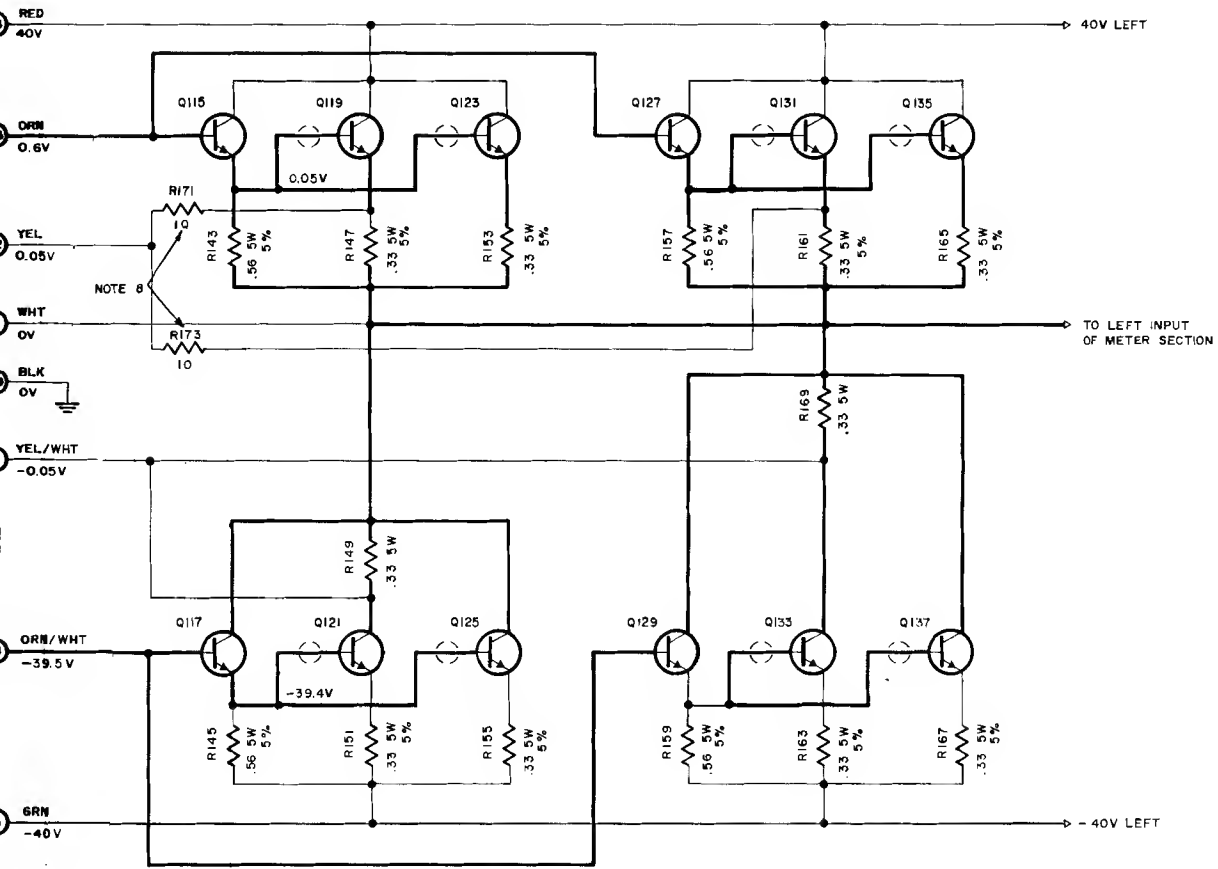 RED
40V
40V LEFT
Q115
Q119
Q123
Q127
Q131
Q135
ORN
0.6V
0.05V
R171
10
YEL
0.05V
R143
.56 5W
5%
R147
.33 5W
5%
R153
.33 5W
5%
R157
.56 5W
5%
R161
.33 5W
5%
R165
.33 5W
5%
NOTE 8
WHT
0V
TO LEFT INPUT
OF METER SECTION
R173
10
BLK
0V
R169
.33 5W
YEL/WHT
-0.05V
R149
.33 5W
Q117
Q121
Q125
Q129
Q133
Q137
ORN/WHT
-39.5V
-39.4V
R145
.56 5W
5%
R151
.33 5W
5%
R155
.33 5W
5%
R159
.56 5W
5%
R163
.33 5W
5%
R167
.33 5W
5%
GRN
-40V
-40V LEFT